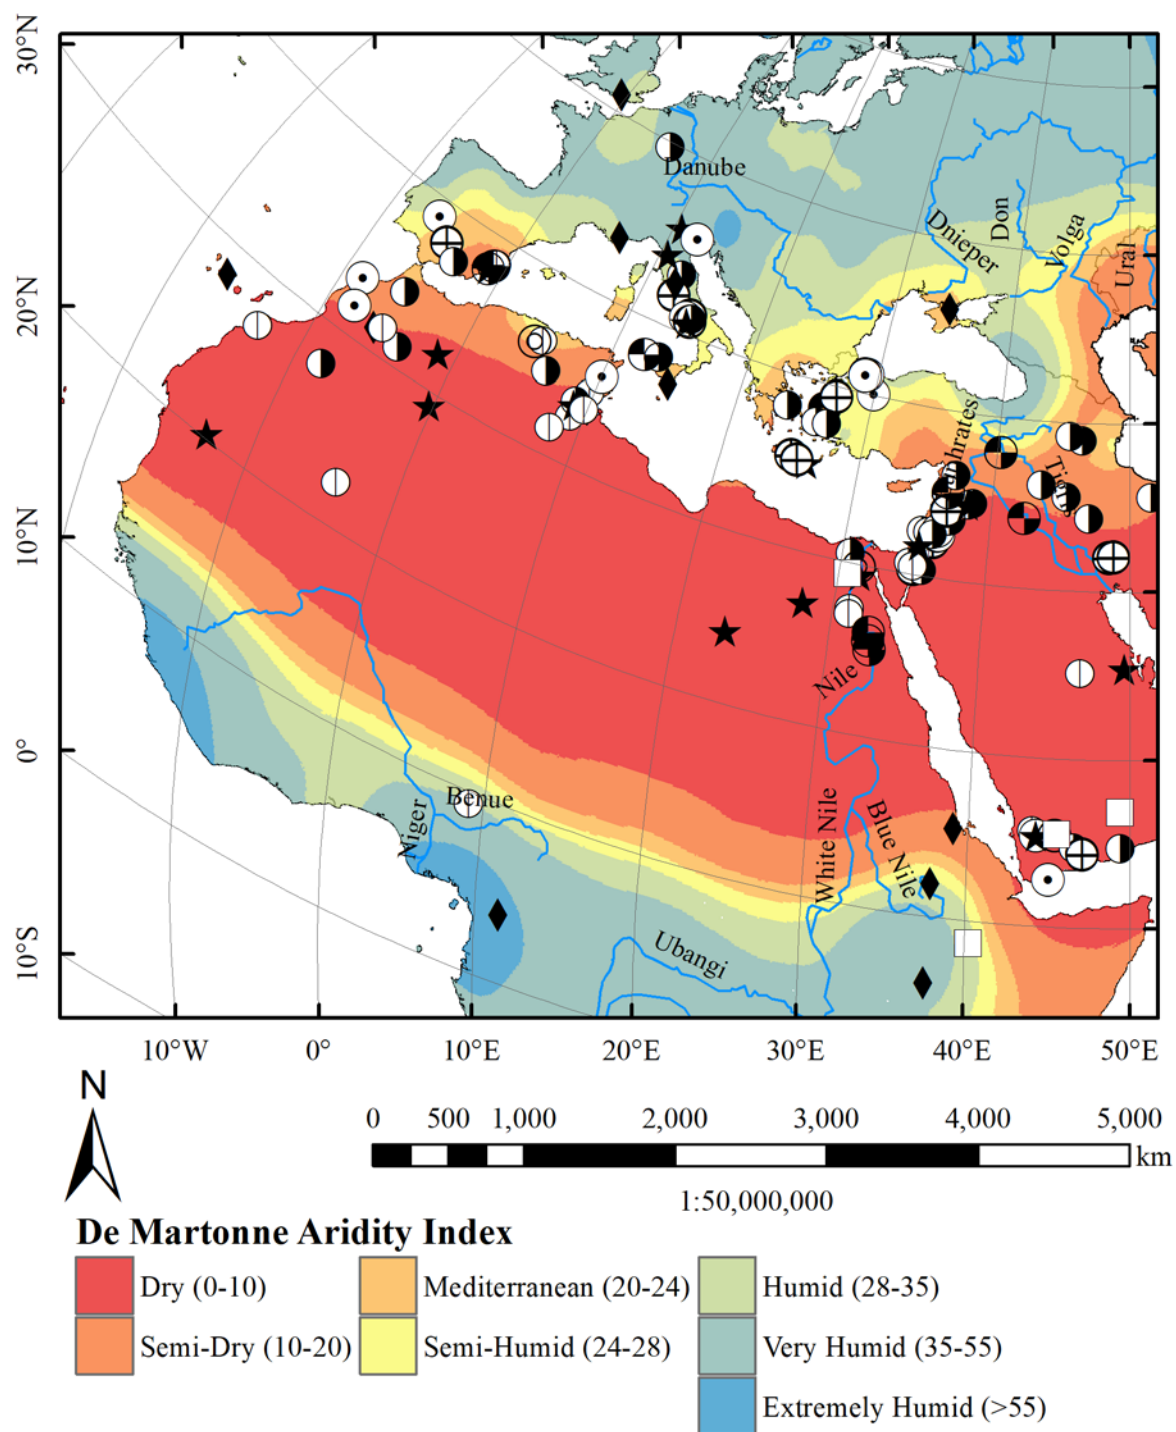 30°N
20°N
10°N
0°
10°S
Danube
Dnieper
Don
Volga
Ural
Tigris
Nile
Benue
Niger
White Nile
Blue Nile
Ubangi
10°W 0° 10°E 20°E 30°E 40°E 50°E
N
0 500 1,000 2,000 3,000 4,000 5,000
km
1:50,000,000
De Martonne Aridity Index
Dry (0-10) Mediterranean (20-24) Humid (28-35)
Semi-Dry (10-20) Semi-Humid (24-28) Very Humid (35-55)
Extremely Humid (>55)